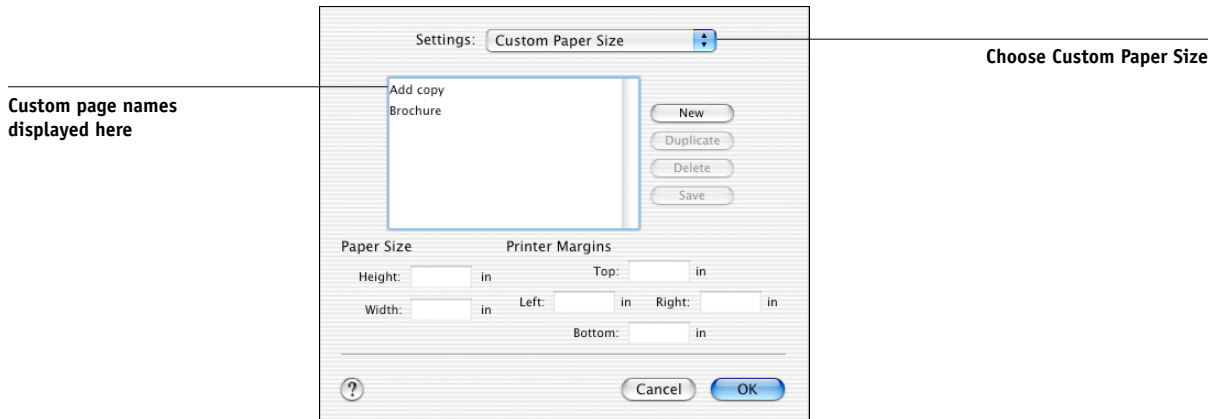 Settings: Custom Paper Size
Choose Custom Paper Size
Custom page names
displayed here
Add copy
Brochure
New
Duplicate
Delete
Save
Paper Size
Printer Margins
Height: in
Top: in
Width: in
Left: in Right: in
Bottom: in
?
Cancel
OK